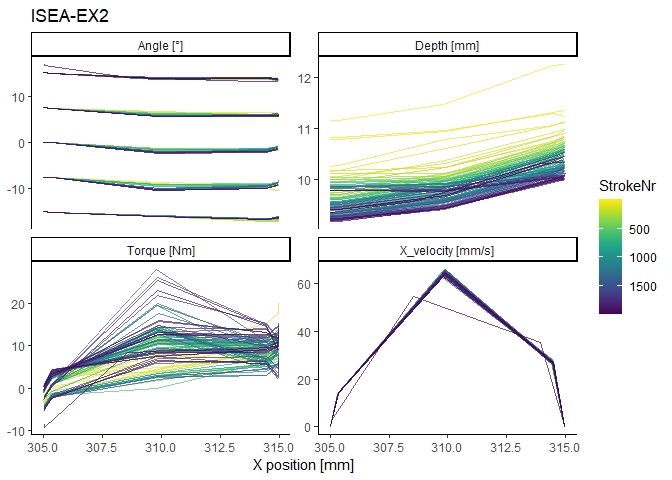 ISEA-EX2
Angle [°]
Depth [mm]
10
0
-10
12
11
10
StrokeNr
500
1000
1500
Torque [Nm]
X_velocity [mm/s]
20
10
0
-10
60
40
20
0
305.0 307.5 310.0 312.5 315.0
305.0 307.5 310.0 312.5 315.0
X position [mm]